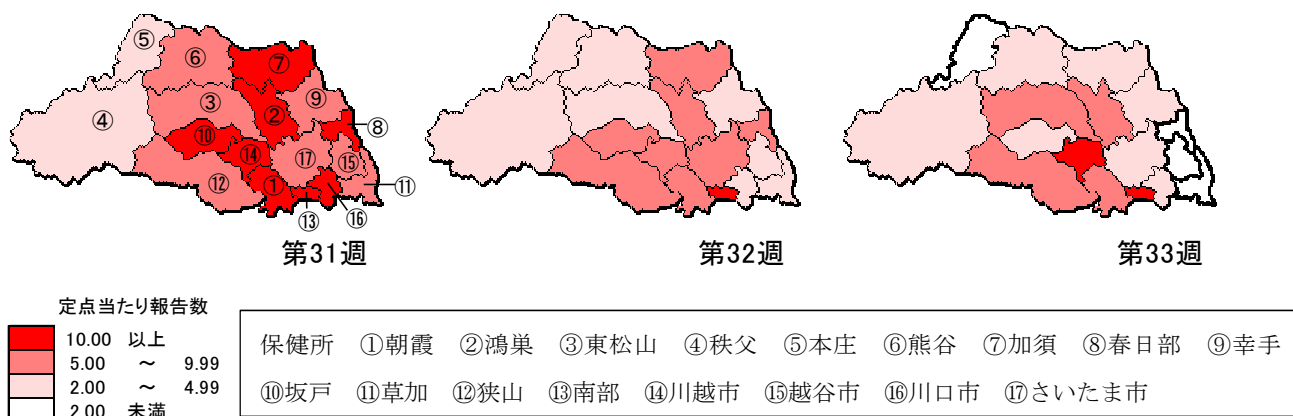 ⑤
⑥
⑦
③
⑨
④
②
⑧
⑩
⑭
⑰
⑮
⑫
①
⑪
⑬
⑯
第31週
第32週
第33週
定点当たり報告数
10.00 以上
5.00 ～ 9.99
2.00 ～ 4.99
2.00 未満
保健所 ①朝霞 ②鴻巣 ③東松山 ④秩父 ⑤本庄 ⑥熊谷 ⑦加須 ⑧春日部 ⑨幸手
⑩坂戸 ⑪草加 ⑫狭山 ⑬南部 ⑭川越市 ⑮越谷市 ⑯川口市 ⑰さいたま市